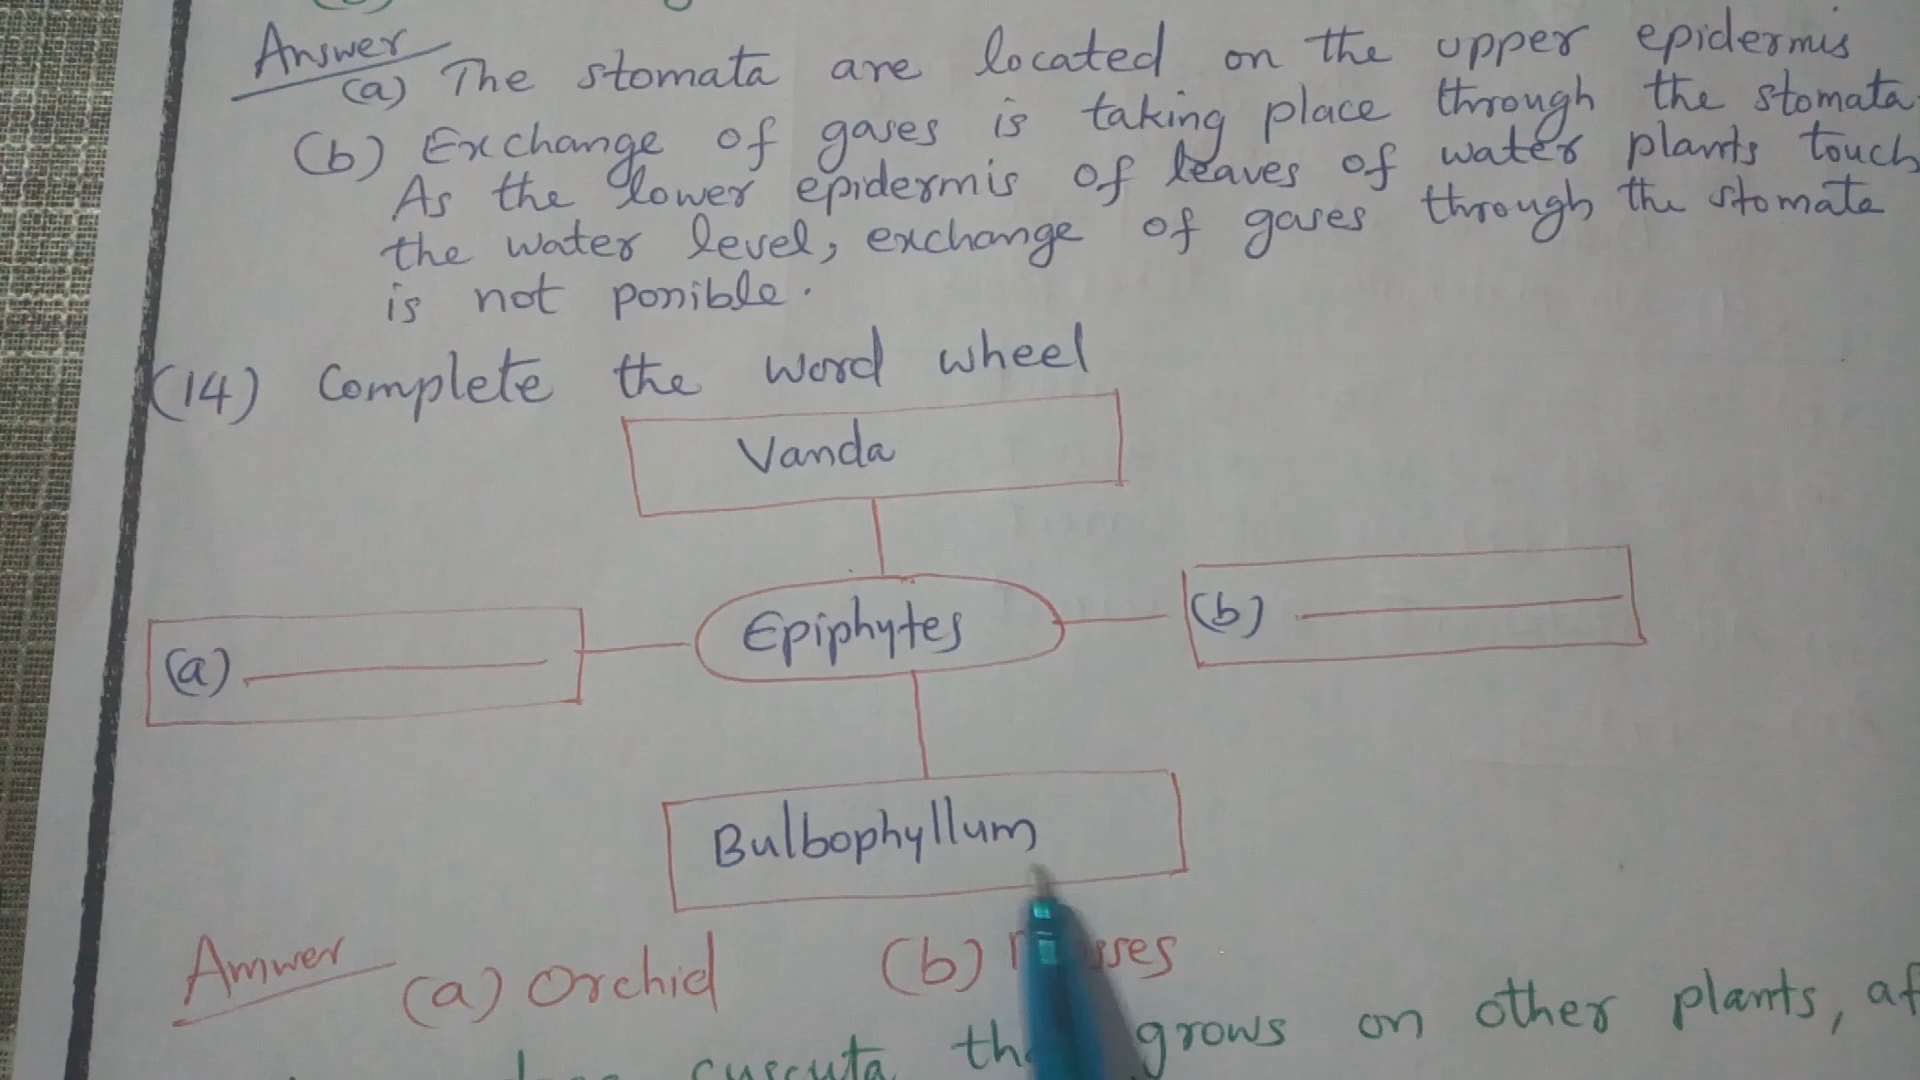 Answer
(a) The stomata are located on the upper epidermis
(b) Exchange of gases is taking place through the stomata.
As the lower epidermis of leaves of water plants touch
the water level, exchange of gases through the stomata
is not possible.
(14) Complete the word wheel
Vanda
(a) Epiphytes (b)
Bulbophyllum
Answer (a) Orchid (b)
cuscuta grows on other plants,